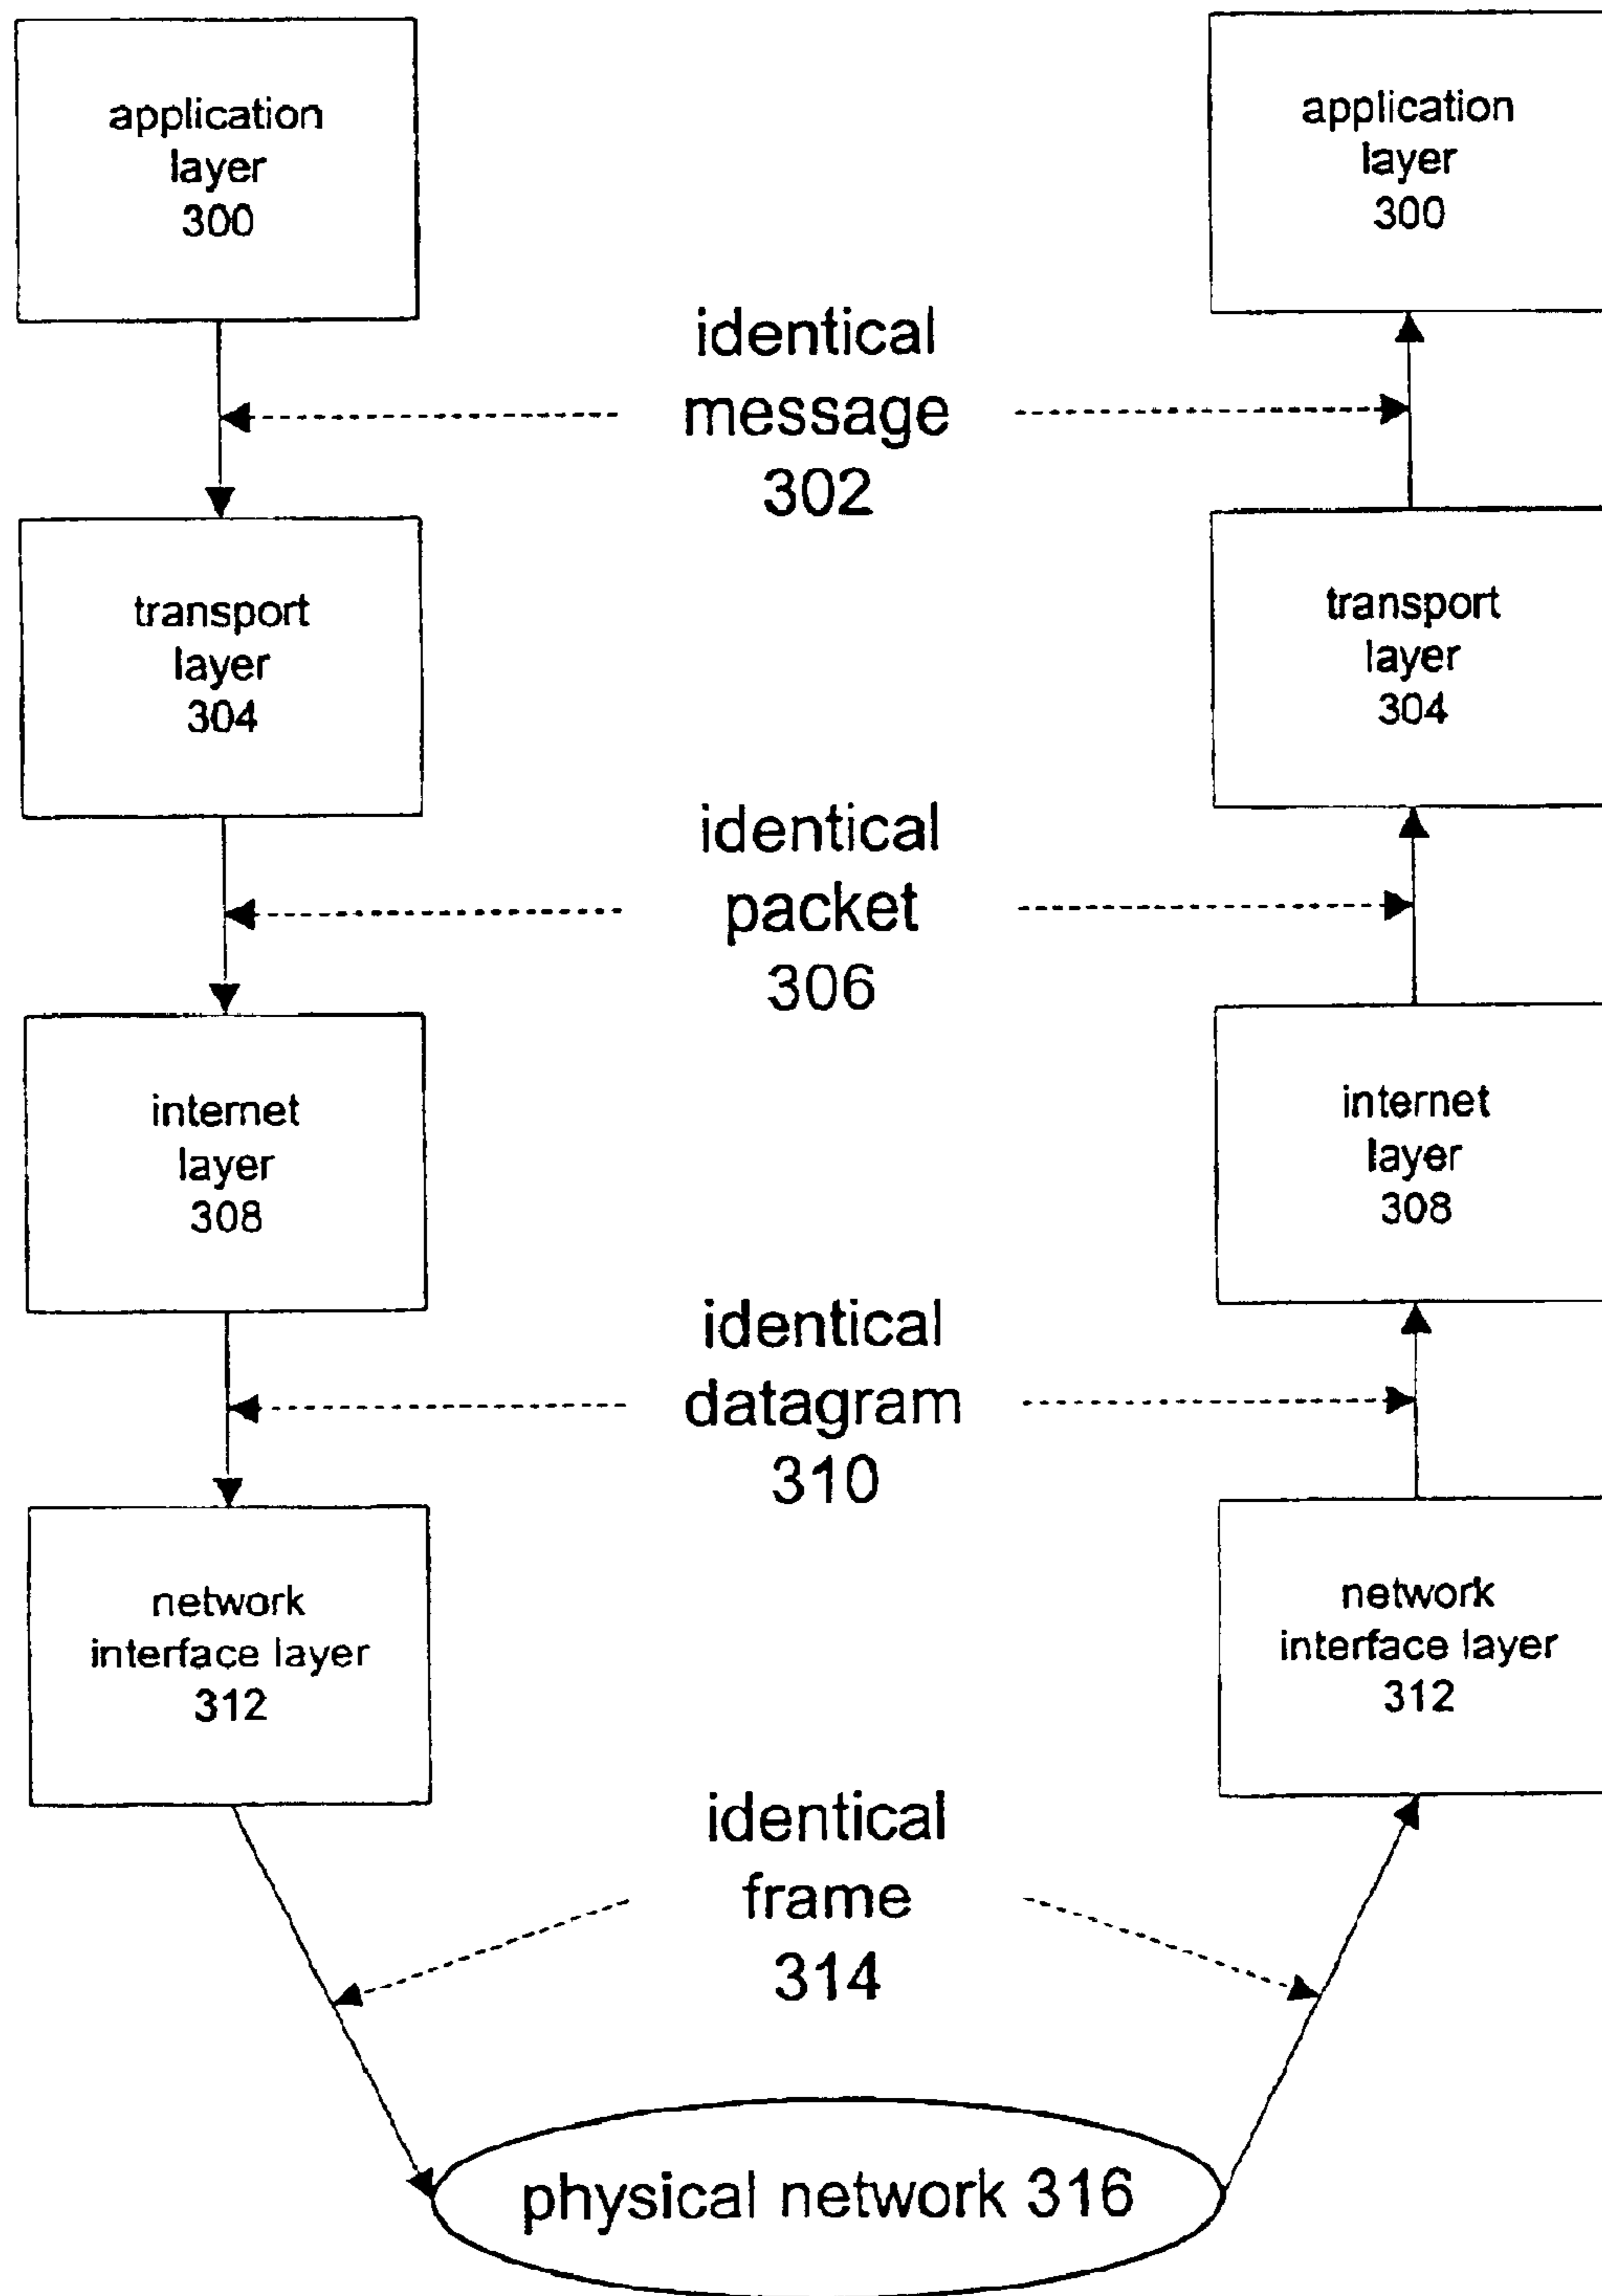 application
layer
300
application
layer
300
identical
message
302
transport
layer
304
transport
layer
304
identical
packet
306
internet
layer
308
internet
layer
308
identical
datagram
310
network
interface layer
312
network
interface layer
312
identical
frame
314
physical network 316